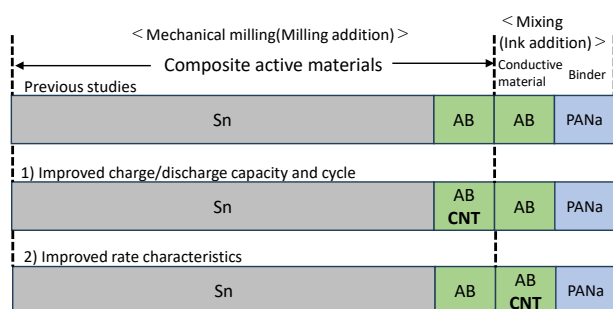 ＜Mechanical milling(Milling addition)＞
＜Mixing
(Ink addition)＞
Composite active materials
Conductive
material
Binder
Previous studies
Sn
AB
AB
PANa
1) Improved charge/discharge capacity and cycle
Sn
AB
CNT
AB
PANa
2) Improved rate characteristics
Sn
AB
AB
CNT
PANa